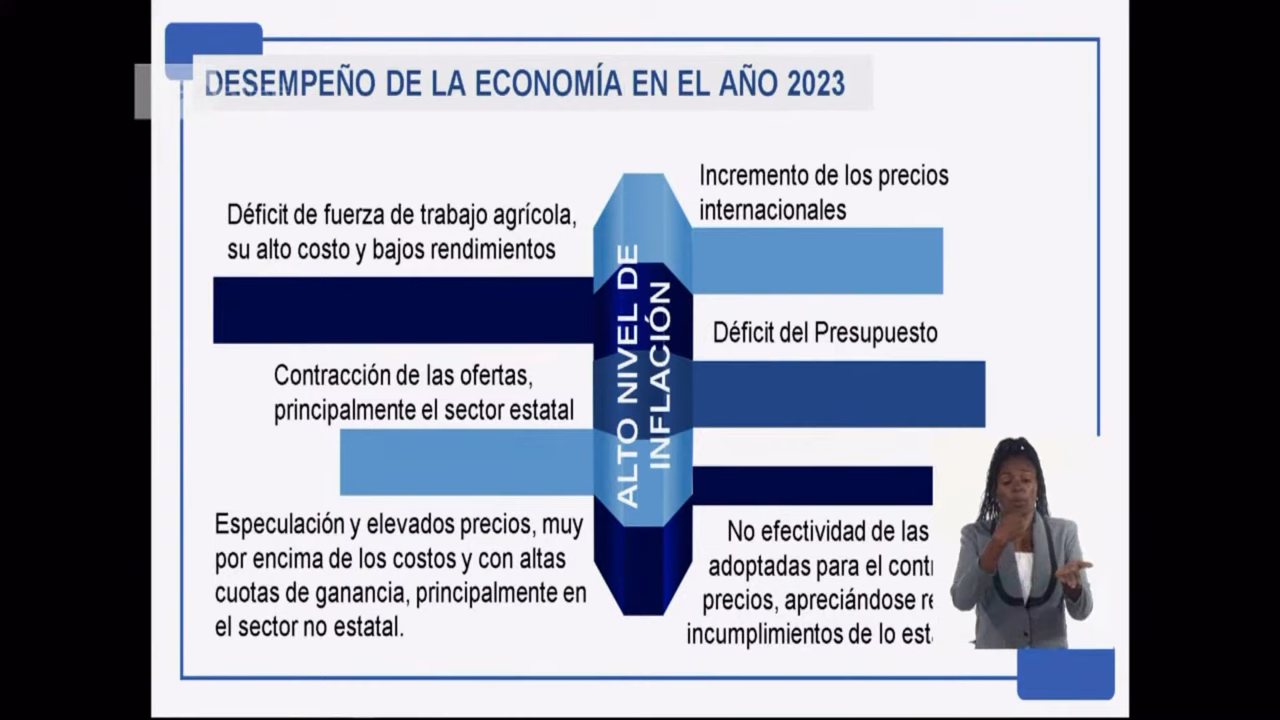 DESEMPEÑO DE LA ECONOMÍA EN EL AÑO 2023
Déficit de fuerza de trabajo agrícola,
su alto costo y bajos rendimientos
Contracción de las ofertas,
principalmente el sector estatal
Especulación y elevados precios, muy
por encima de los costos y con altas
cuotas de ganancia, principalmente en
el sector no estatal.
ALTO NIVEL DE
INFLACIÓN
Incremento de los precios
internacionales
Déficit del Presupuesto
No efectividad de las
adoptadas para el
precios, apreciándose
incumplimientos de lo